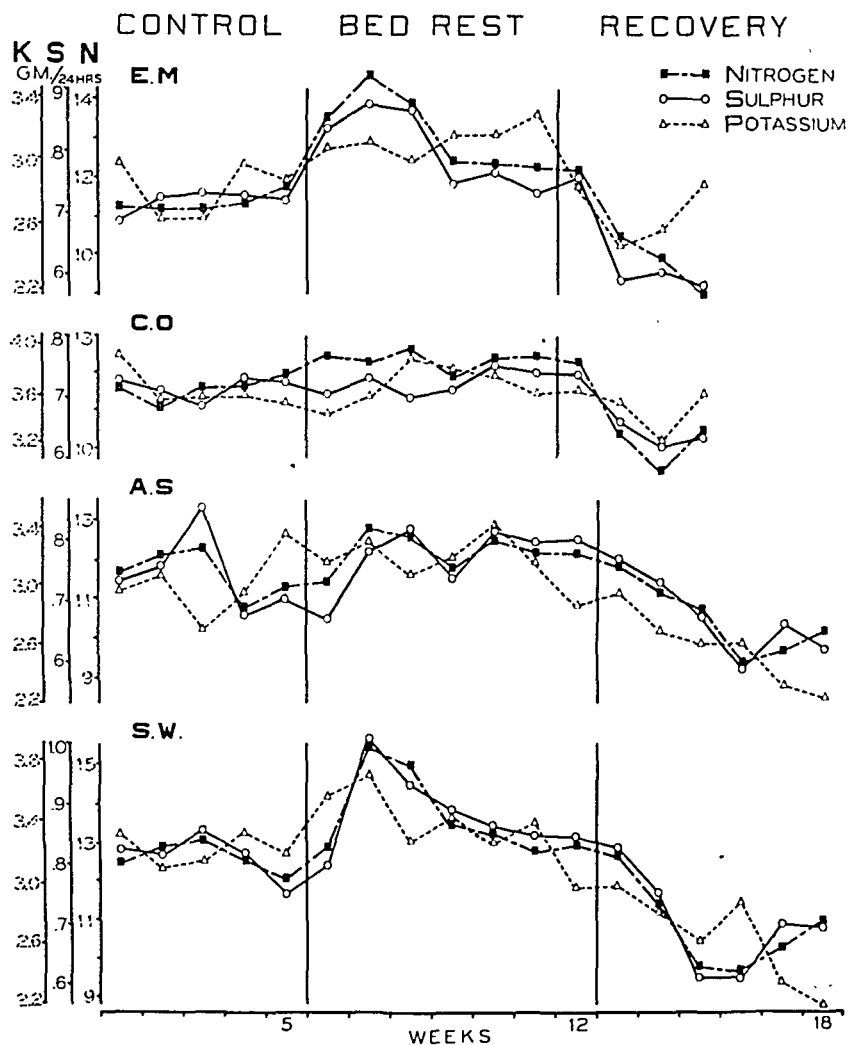 CONTROL BED REST RECOVERY
K S N
GM/24HRS
E.M
NITROGEN
SULPHUR
POTASSIUM
3.4 .9 14
3.0 .8 12
2.6 .7 10
2.2 .6
C.O
4.0 .8 13
3.6 .7
3.2 .6 10
A.S
3.4 .8 13
3.0 .7 11
2.6 .6 9
2.2
S.W.
3.8 1.0 15
3.4 .9 13
3.0 .8 11
2.6 .7 9
2.2 .6
5 12 18
WEEKS